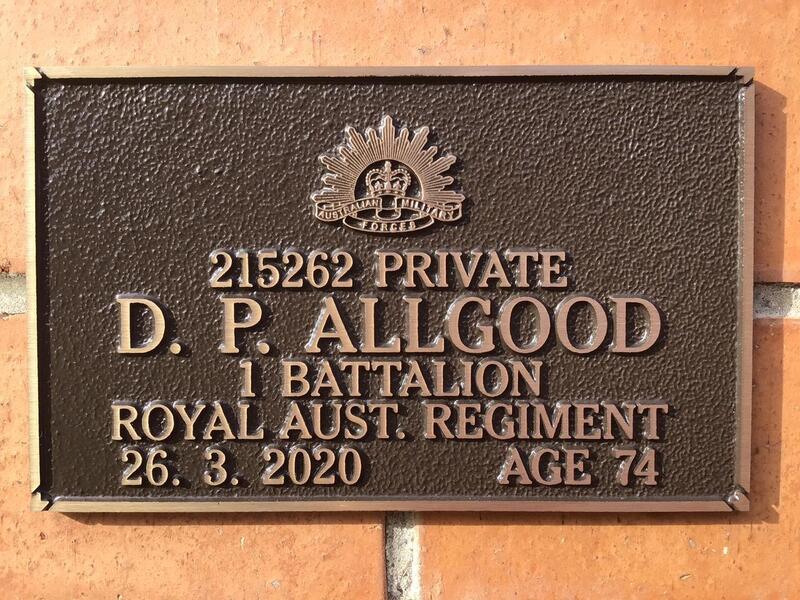 AUSTRALIAN MILITARY
FORCES
215262 PRIVATE
D. P. ALLGOOD
1 BATTALION
ROYAL AUST. REGIMENT
26. 3. 2020 AGE 74